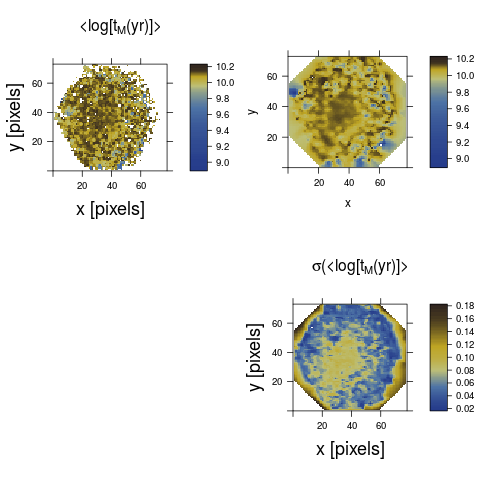 <log[t_M(yr)]>
10.2
10.0
9.8
9.6
9.4
9.2
9.0
60
40
20
20 40 60
y [pixels]
x [pixels]
10.2
10.0
9.8
9.6
9.4
9.2
9.0
60
40
20
20 40 60
y
x
σ(<log[t_M(yr)]>
0.18
0.16
0.14
0.12
0.10
0.08
0.06
0.04
0.02
60
40
20
20 40 60
y [pixels]
x [pixels]